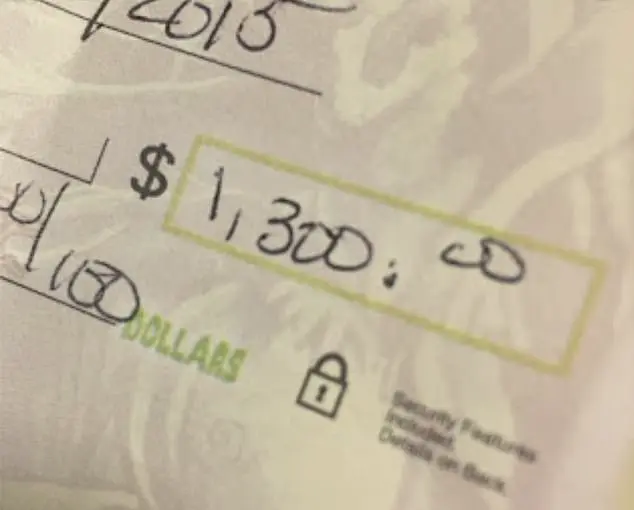 /2015
$ 1,300.00
00/100
DOLLARS
Security Features
Included.
Details on Back.